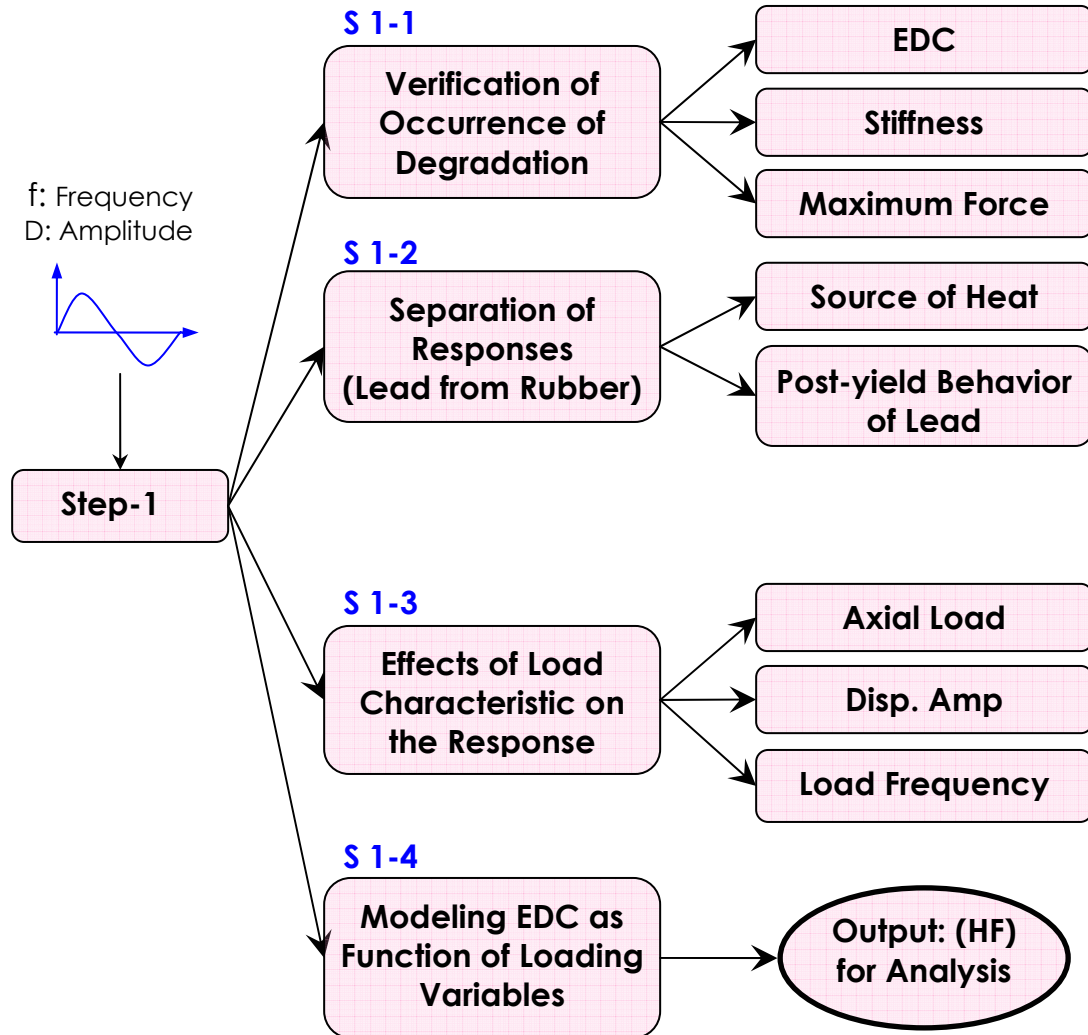 f: Frequency
D: Amplitude
Step-1
S 1-1
Verification of
Occurrence of
Degradation
EDC
Stiffness
Maximum Force
S 1-2
Separation of
Responses
(Lead from Rubber)
Source of Heat
Post-yield Behavior
of Lead
S 1-3
Effects of Load
Characteristic on
the Response
Axial Load
Disp. Amp
Load Frequency
S 1-4
Modeling EDC as
Function of Loading
Variables
Output: (HF)
for Analysis